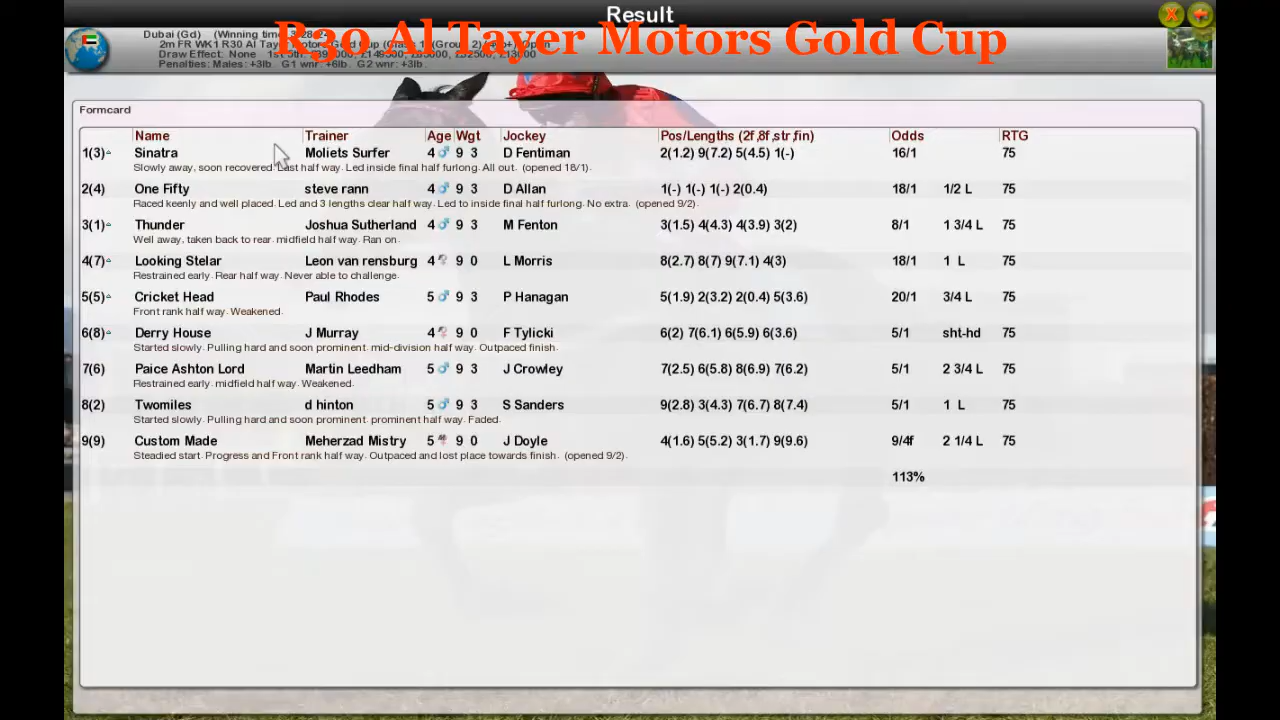 Result
R30 Al Tayer Motors Gold Cup
Dubai (Gd) (Winning time
2m FR WK1 R30 Al Tayer Motors Gold Cup (Class 1) (Group 2) (4yo+) Open
Draw Effect: None
Penalties: Males: +3lb. G1 wnr: +6lb. G2 wnr: +3lb.
Formcard
Name Trainer Age Wgt Jockey Pos/Lengths (2f,8f,str,fin) Odds RTG
1(3) Sinatra Moliets Surfer 4 9 3 D Fentiman 2(1.2) 9(7.2) 5(4.5) 1(-) 16/1 75
Slowly away, soon recovered. Last half way. Led inside final half furlong. All out. (opened 18/1).
2(4) One Fifty steve rann 4 9 3 D Allan 1(-) 1(-) 1(-) 2(0.4) 18/1 1/2 L 75
Raced keenly and well placed. Led and 3 lengths clear half way. Led to inside final half furlong. No extra. (opened 9/2).
3(1) Thunder Joshua Sutherland 4 9 3 M Fenton 3(1.5) 4(4.3) 4(3.9) 3(2) 8/1 1 3/4 L 75
Well away, taken back to rear. midfield half way. Ran on.
4(7) Looking Stelar Leon van rensburg 4 9 0 L Morris 8(2.7) 8(7) 9(7.1) 4(3) 18/1 1 L 75
Restrained early. Rear half way. Never able to challenge.
5(5) Cricket Head Paul Rhodes 5 9 3 P Hanagan 5(1.9) 2(3.2) 2(0.4) 5(3.6) 20/1 3/4 L 75
Front rank half way. Weakened.
6(8) Derry House J Murray 4 9 0 F Tylicki 6(2) 7(6.1) 6(5.9) 6(3.6) 5/1 sht-hd 75
Started slowly. Pulling hard and soon prominent. mid-division half way. Outpaced finish.
7(6) Paice Ashton Lord Martin Leedham 5 9 3 J Crowley 7(2.5) 6(5.8) 8(6.9) 7(6.2) 5/1 2 3/4 L 75
Restrained early. midfield half way. Weakened.
8(2) Twomiles d hinton 5 9 3 S Sanders 9(2.8) 3(4.3) 7(6.7) 8(7.4) 5/1 1 L 75
Started slowly. Pulling hard and soon prominent. prominent half way. Faded.
9(9) Custom Made Meherzad Mistry 5 9 0 J Doyle 4(1.6) 5(5.2) 3(1.7) 9(9.6) 9/4f 2 1/4 L 75
Steadied start. Progress and Front rank half way. Outpaced and lost place towards finish. (opened 9/2).
113%